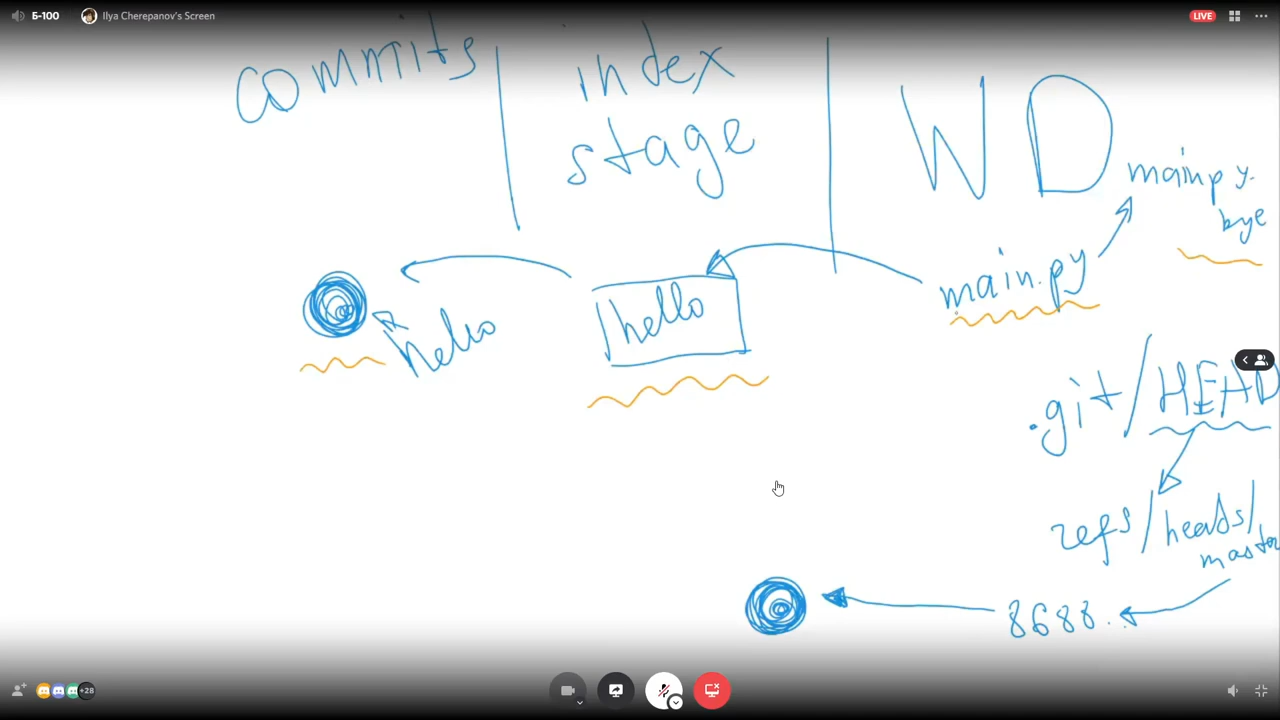 Б-100
Ilya Cherepanov's Screen
LIVE
commits
index
stage
WD
main.py
bye
main.py
hello
hello
.git/HEAD
refs/heads/
master
8688..
+28